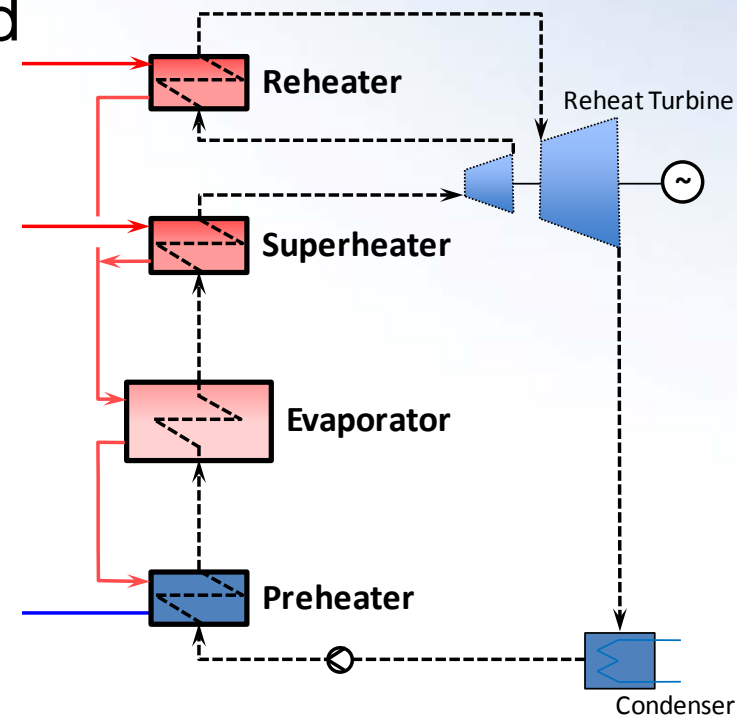 d
Reheater
Reheat Turbine
~
Superheater
Evaporator
Preheater
Condenser